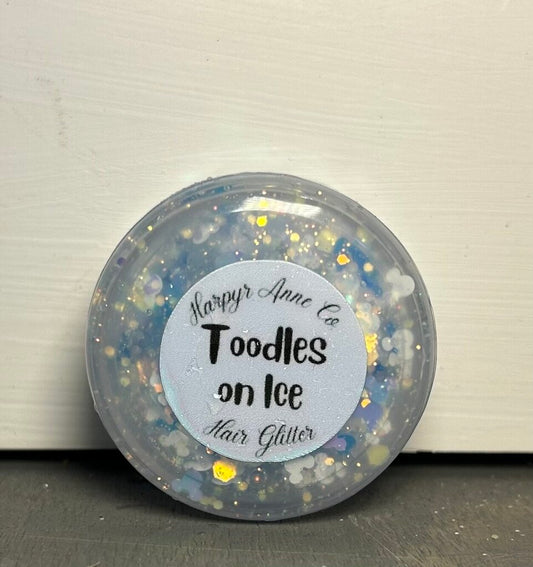 Harpyr Anne Co
Toodles
on Ice
Hair Glitter